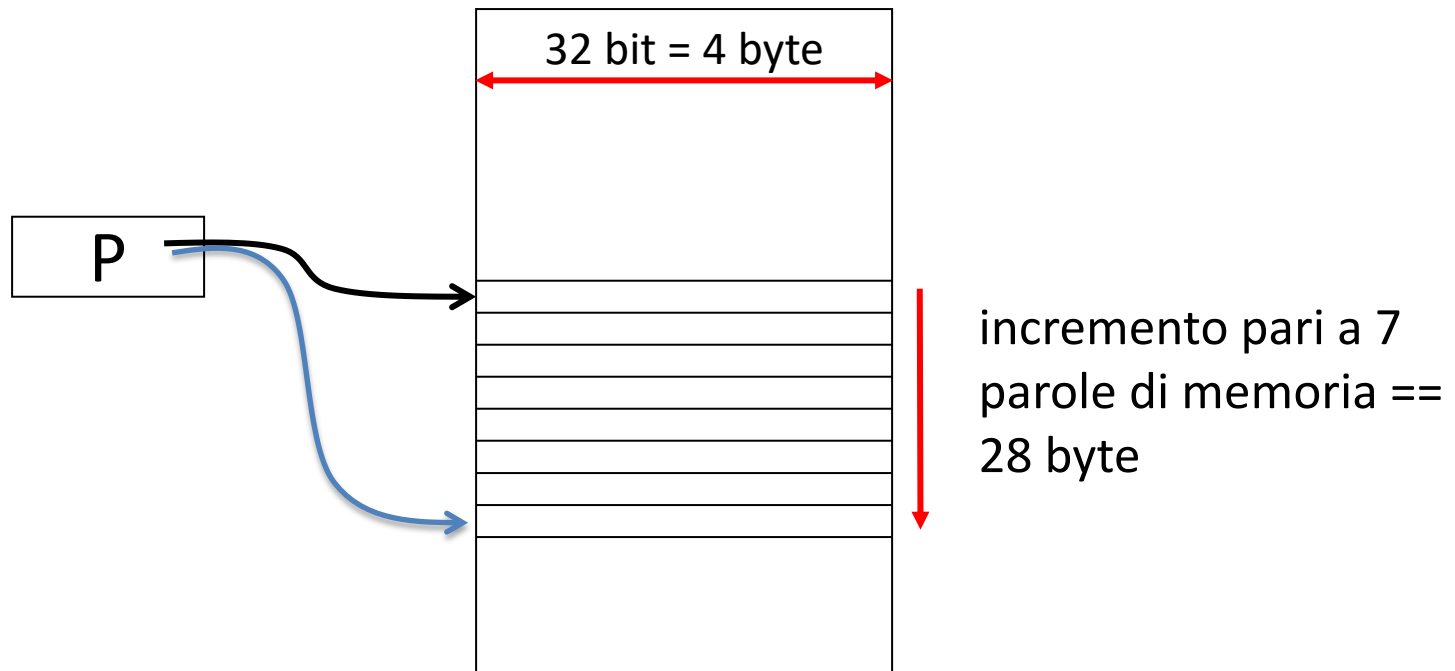 32 bit = 4 byte
P
incremento pari a 7
parole di memoria ==
28 byte